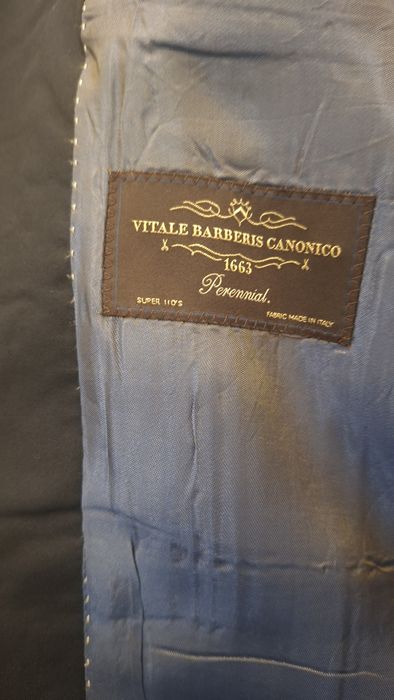 VITALE BARBERIS CANONICO
1663
Perennial.
SUPER 110'S
FABRIC MADE IN ITALY